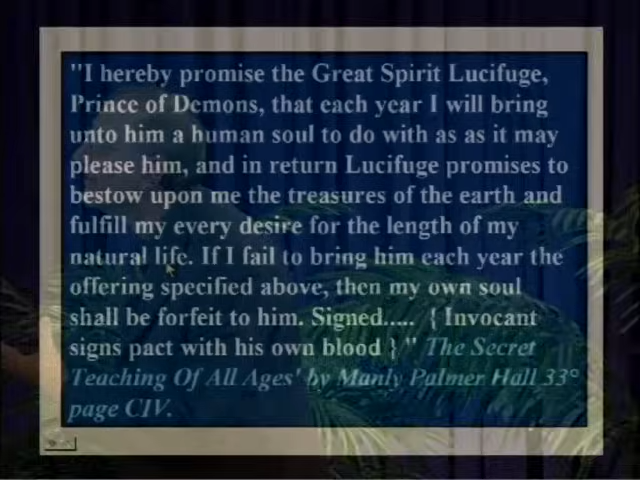 "I hereby promise the Great Spirit Lucifuge,
Prince of Demons, that each year I will bring
unto him a human soul to do with as as it may
please him, and in return Lucifuge promises to
bestow upon me the treasures of the earth and
fulfill my every desire for the length of my
natural life. If I fail to bring him each year the
offering specified above, then my own soul
shall be forfeit to him. Signed..... { Invocant
signs pact with his own blood } " The Secret
Teaching Of All Ages' by Manly Palmer Hall 33°
page CIV.